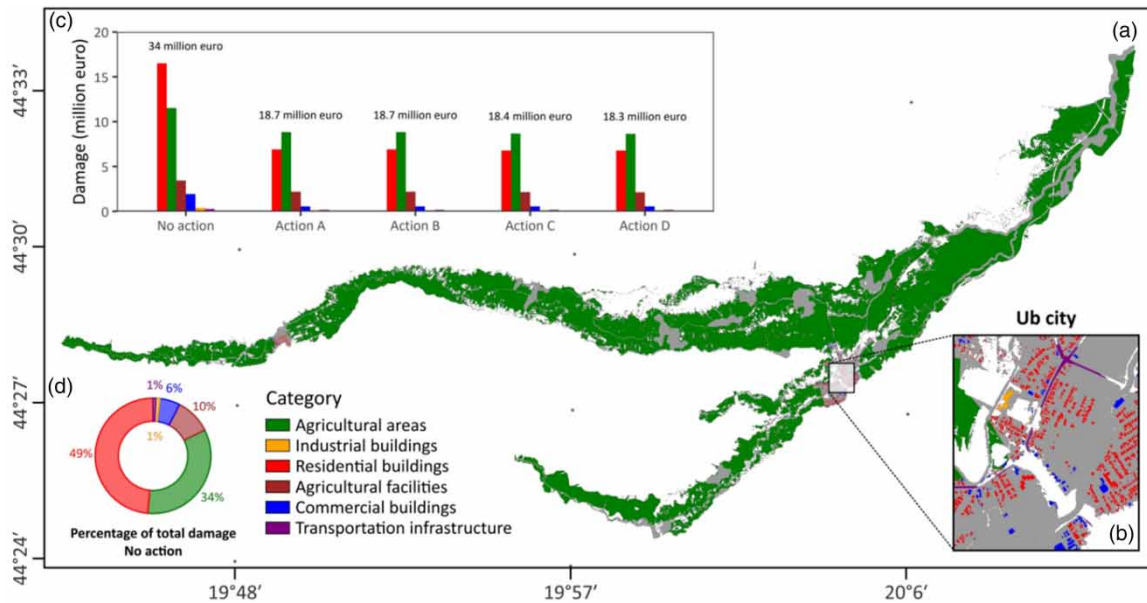 (c)
(a)
Damage (million euro)
20
15
10
5
0
34 million euro
18.7 million euro
18.7 million euro
18.4 million euro
18.3 million euro
No action
Action A
Action B
Action C
Action D
44°33′
44°30′
44°27′
44°24′
Ub city
(b)
(d)
1%
6%
10%
1%
49%
34%
Percentage of total damage
No action
Category
Agricultural areas
Industrial buildings
Residential buildings
Agricultural facilities
Commercial buildings
Transportation infrastructure
19°48′
19°57′
20°6′